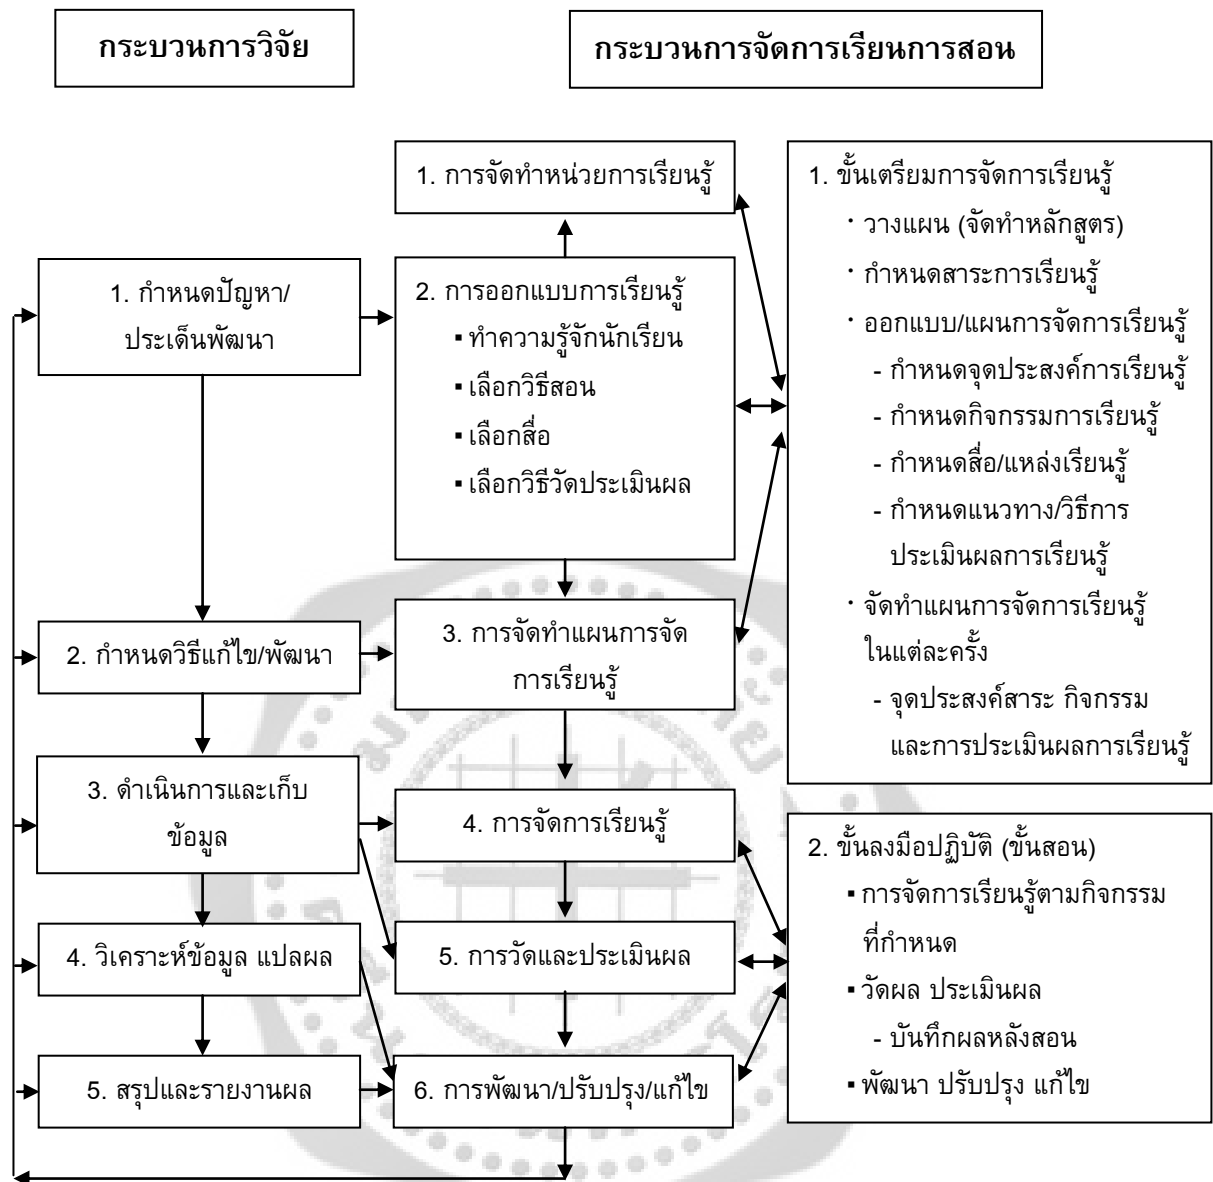 กระบวนการวิจัย
กระบวนการจัดการเรียนการสอน
1. กำหนดปัญหา/
ประเด็นพัฒนา
2. กำหนดวิธีแก้ไข/พัฒนา
3. ดำเนินการและเก็บ
ข้อมูล
4. วิเคราะห์ข้อมูล แปลผล
5. สรุปและรายงานผล
1. การจัดทำหน่วยการเรียนรู้
2. การออกแบบการเรียนรู้
▪ ทำความรู้จักนักเรียน
▪ เลือกวิธีสอน
▪ เลือกสื่อ
▪ เลือกวิธีวัดประเมินผล
3. การจัดทำแผนการจัด
การเรียนรู้
4. การจัดการเรียนรู้
5. การวัดและประเมินผล
6. การพัฒนา/ปรับปรุง/แก้ไข
1. ขั้นเตรียมการจัดการเรียนรู้
· วางแผน (จัดทำหลักสูตร)
· กำหนดสาระการเรียนรู้
· ออกแบบ/แผนการจัดการเรียนรู้
- กำหนดจุดประสงค์การเรียนรู้
- กำหนดกิจกรรมการเรียนรู้
- กำหนดสื่อ/แหล่งเรียนรู้
- กำหนดแนวทาง/วิธีการ
ประเมินผลการเรียนรู้
· จัดทำแผนการจัดการเรียนรู้
ในแต่ละครั้ง
- จุดประสงค์สาระ กิจกรรม
และการประเมินผลการเรียนรู้
2. ขั้นลงมือปฏิบัติ (ขั้นสอน)
▪ การจัดการเรียนรู้ตามกิจกรรม
ที่กำหนด
▪ วัดผล ประเมินผล
- บันทึกผลหลังสอน
▪ พัฒนา ปรับปรุง แก้ไข